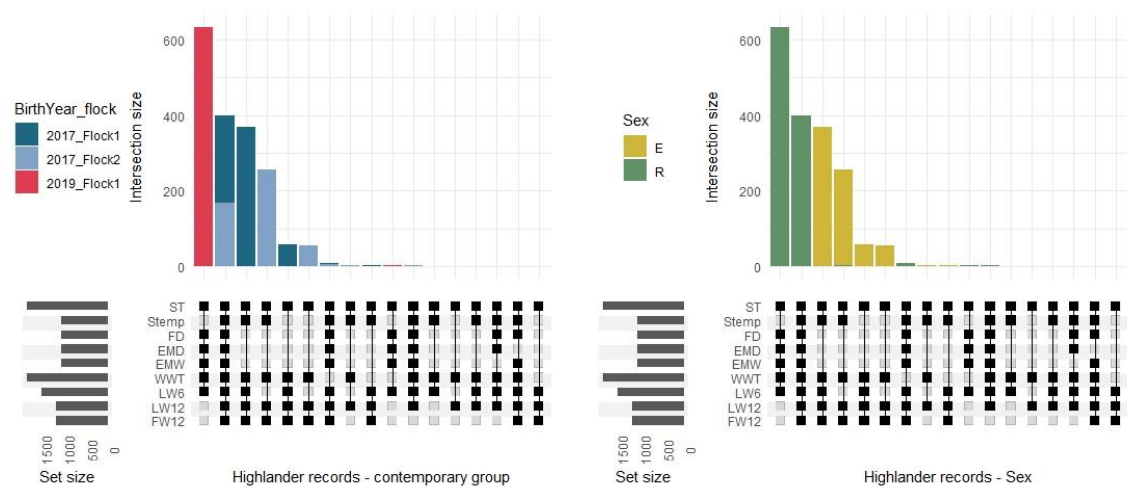 600
400
200
0
Intersection size
BirthYear_flock
2017_Flock1
2017_Flock2
2019_Flock1
ST
Stemp
FD
EMD
EMW
WWT
LW6
LW12
FW12
1500
1000
500
0
Set size
Highlander records - contemporary group
600
400
200
0
Intersection size
Sex
E
R
ST
Stemp
FD
EMD
EMW
WWT
LW6
LW12
FW12
1500
1000
500
0
Set size
Highlander records - Sex